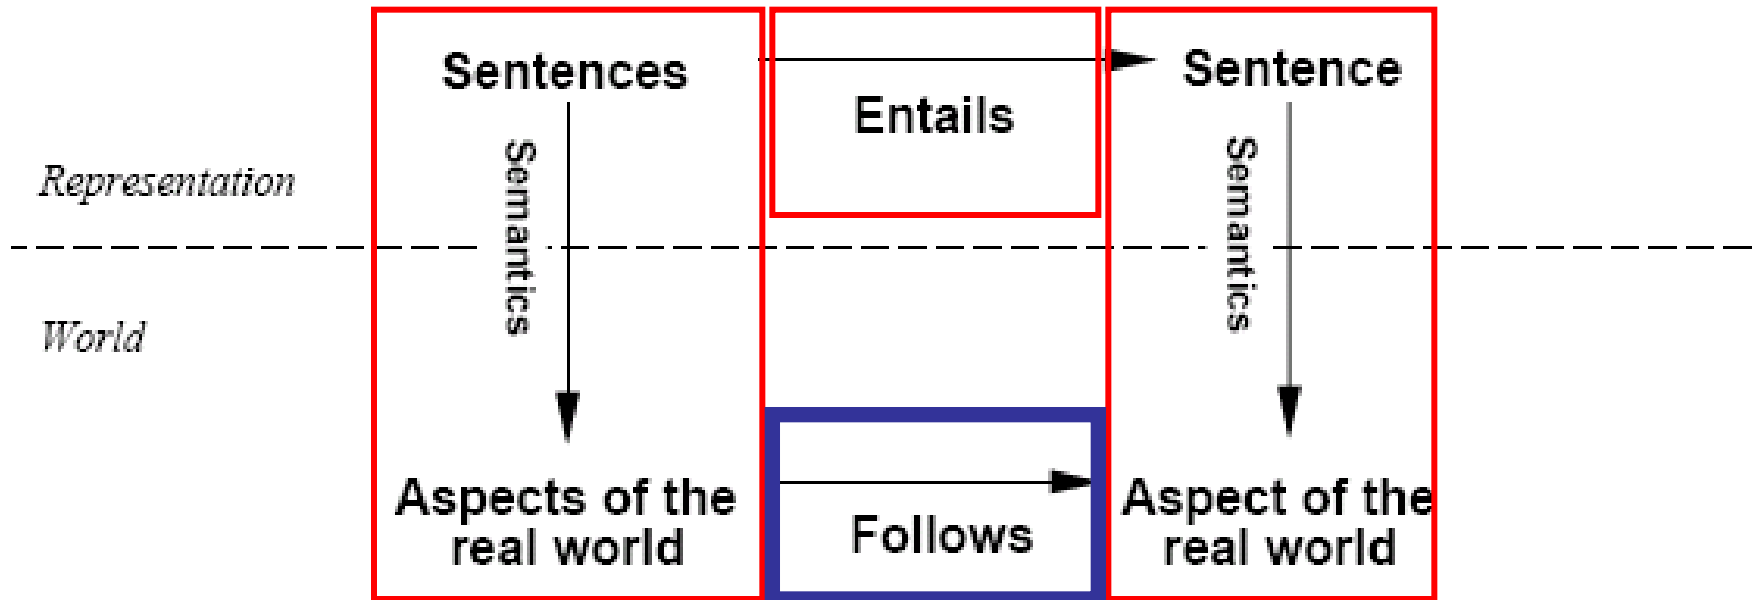 Sentences
Sentence
Entails
Semantics
Semantics
Representation
World
Aspects of the
real world
Follows
Aspect of the
real world